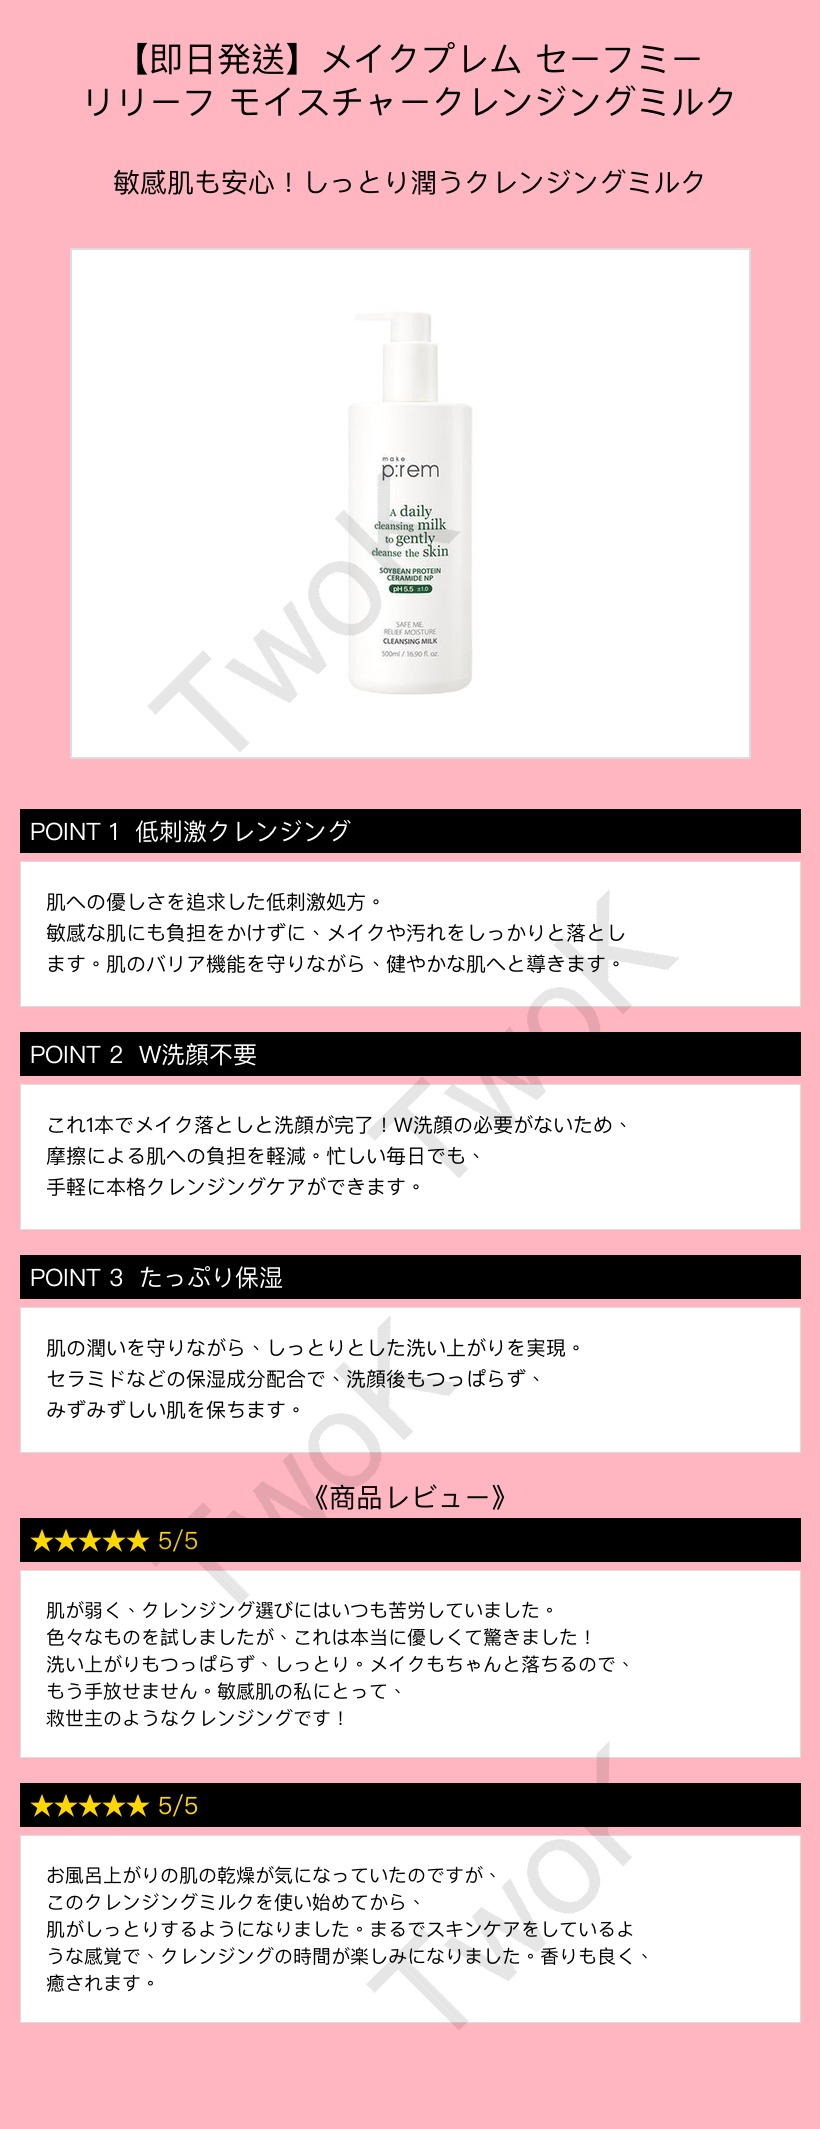 【即日発送】メイクプレム セーフミー
リリーフ モイスチャークレンジングミルク
敏感肌も安心！しっとり潤うクレンジングミルク
make
p:rem
A daily
cleansing milk
to gently
cleanse the skin
SOYBEAN PROTEIN
CERAMIDE NP
pH 5.5 ±1.0
SAFE ME.
RELIEF MOISTURE
CLEANSING MILK
500ml / 16.90 fl. oz.
TwoK
POINT 1 低刺激クレンジング
肌への優しさを追求した低刺激処方。
敏感な肌にも負担をかけずに、メイクや汚れをしっかりと落とし
ます。肌のバリア機能を守りながら、健やかな肌へと導きます。
TwoK
POINT 2 W洗顔不要
これ1本でメイク落としと洗顔が完了！W洗顔の必要がないため、
摩擦による肌への負担を軽減。忙しい毎日でも、
手軽に本格クレンジングケアができます。
POINT 3 たっぷり保湿
肌の潤いを守りながら、しっとりとした洗い上がりを実現。
セラミドなどの保湿成分配合で、洗顔後もつっぱらず、
みずみずしい肌を保ちます。
TwoK
《商品レビュー》
★★★★★ 5/5
肌が弱く、クレンジング選びにはいつも苦労していました。
色々なものを試しましたが、これは本当に優しくて驚きました！
洗い上がりもつっぱらず、しっとり。メイクもちゃんと落ちるので、
もう手放せません。敏感肌の私にとって、
救世主のようなクレンジングです！
★★★★★ 5/5
お風呂上がりの肌の乾燥が気になっていたのですが、
このクレンジングミルクを使い始めてから、
肌がしっとりするようになりました。まるでスキンケアをしているよ
うな感覚で、クレンジングの時間が楽しみになりました。香りも良く、
癒されます。
TwoK